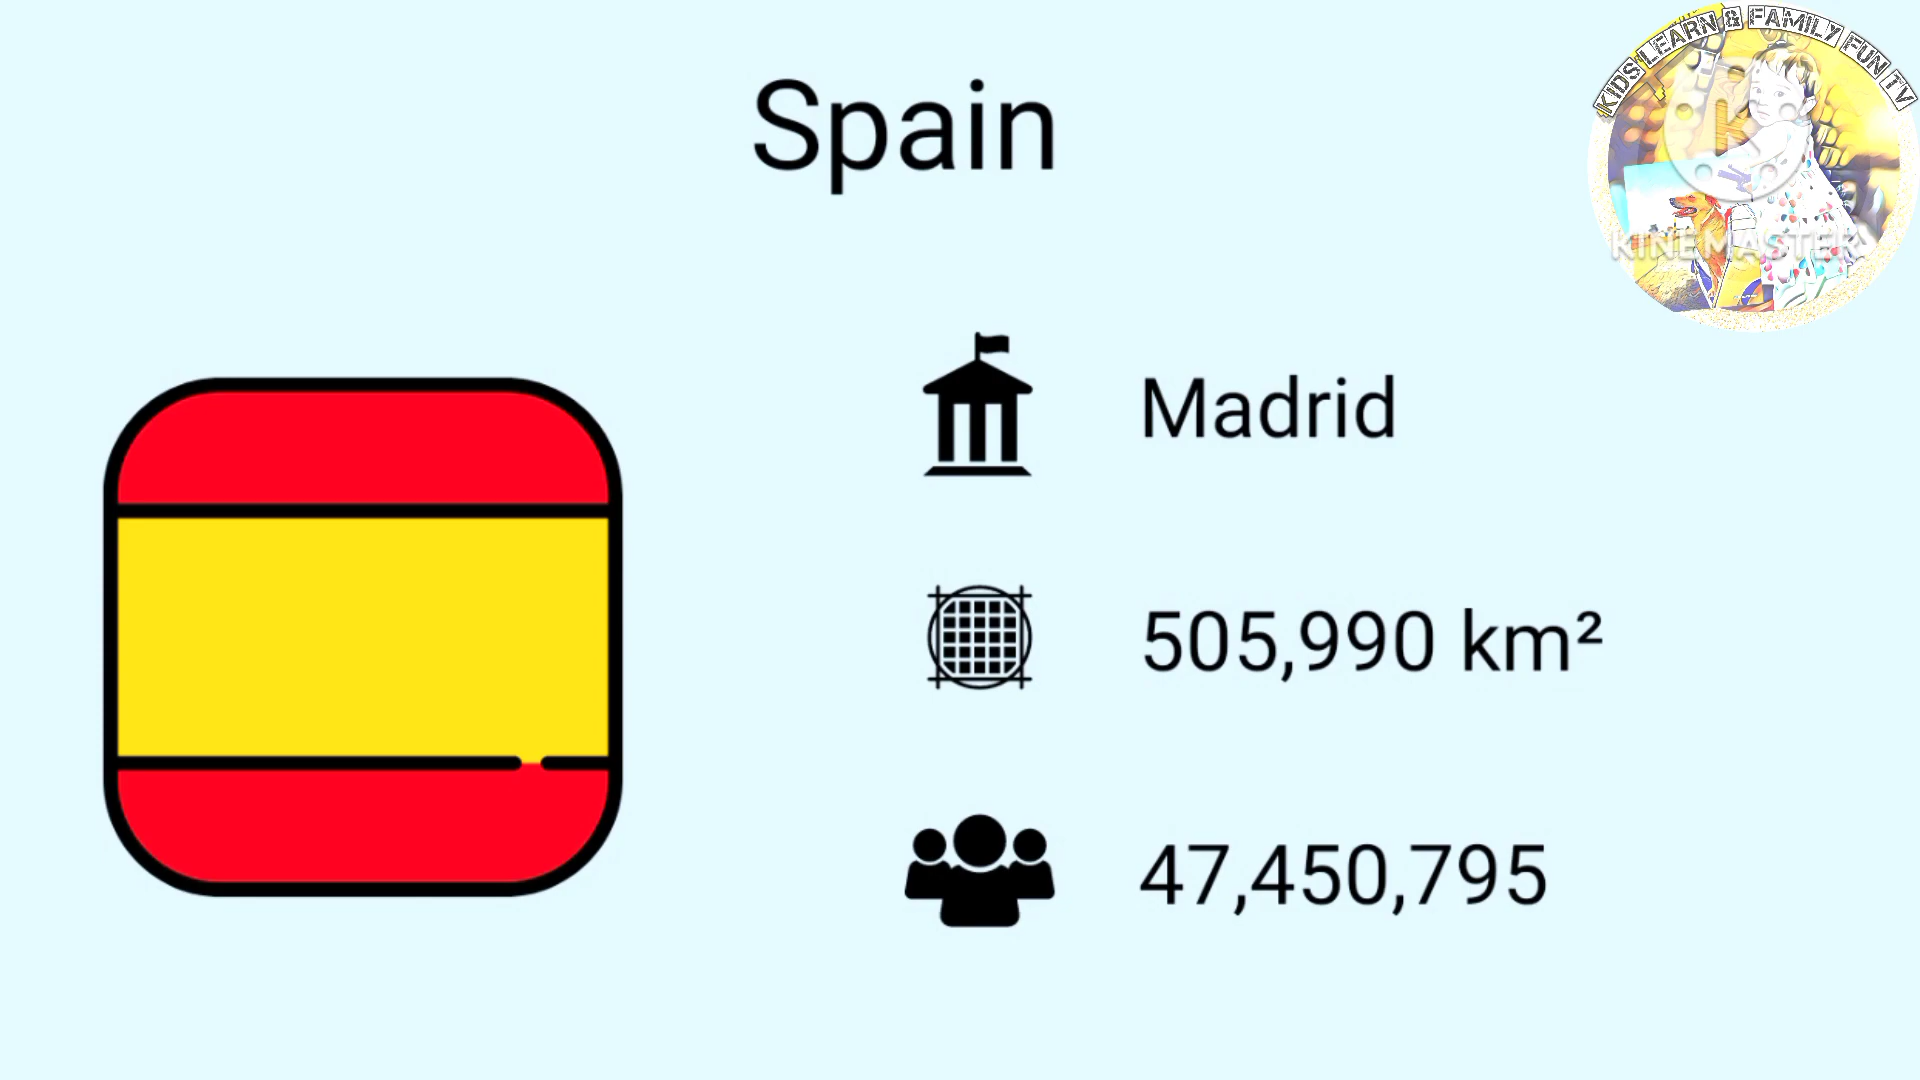 Spain
KIDS LEARN & FAMILY FUN TV
K
KINEMASTER
Madrid
505,990 km²
47,450,795